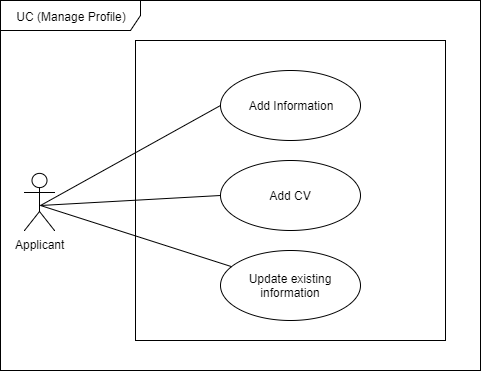 UC (Manage Profile)
Add Information
Add CV
Applicant
Update existing
information